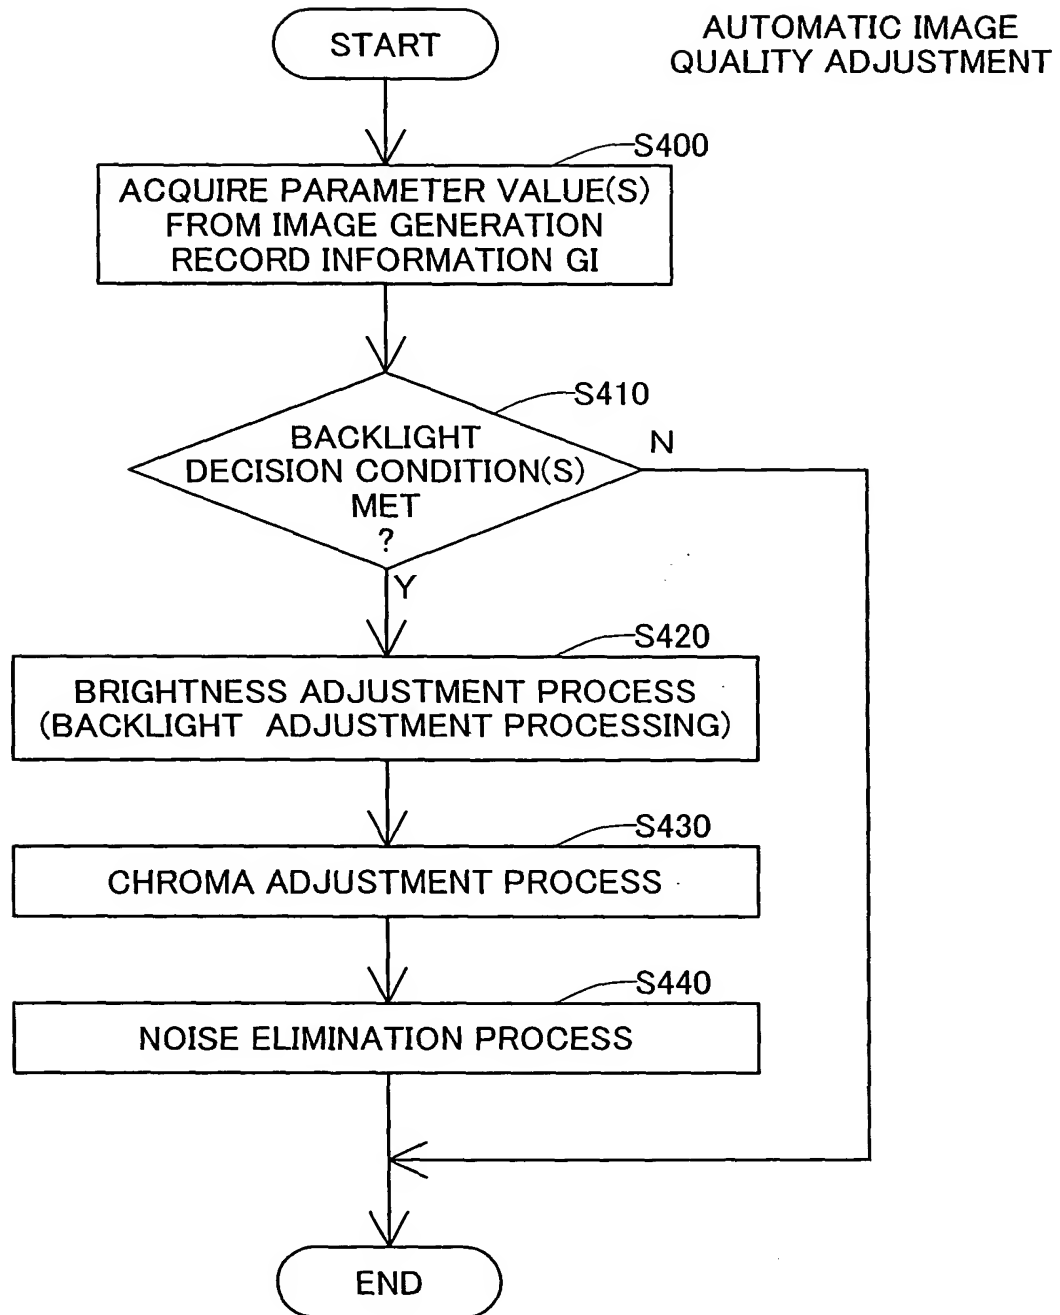 START
AUTOMATIC IMAGE
QUALITY ADJUSTMENT
S400
ACQUIRE PARAMETER VALUE(S)
FROM IMAGE GENERATION
RECORD INFORMATION GI
S410
BACKLIGHT
DECISION CONDITION(S)
MET
?
N
Y
S420
BRIGHTNESS ADJUSTMENT PROCESS
(BACKLIGHT ADJUSTMENT PROCESSING)
S430
CHROMA ADJUSTMENT PROCESS
S440
NOISE ELIMINATION PROCESS
END